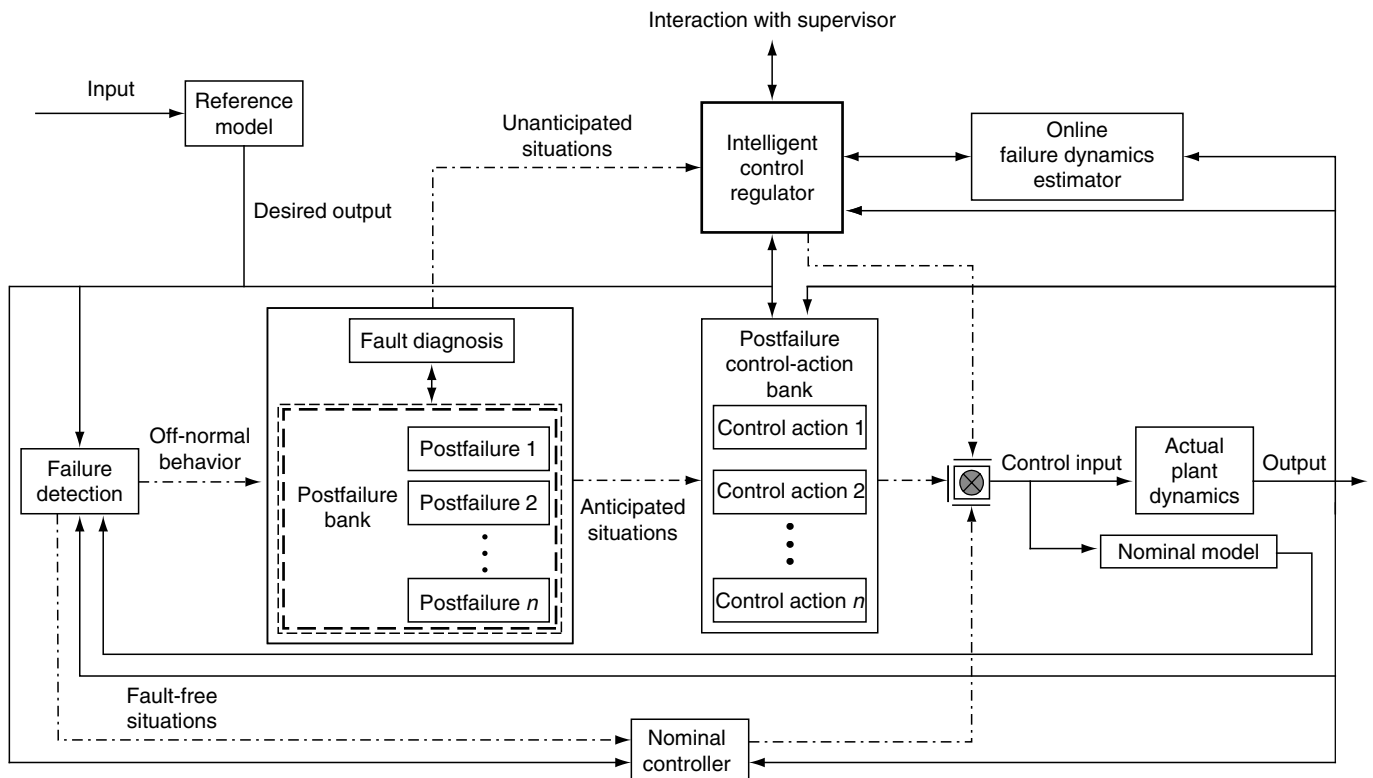 Interaction with supervisor
Input
Reference
model
Unanticipated
situations
Intelligent
control
regulator
Online
failure dynamics
estimator
Desired output
Fault diagnosis
Postfailure
control-action
bank
Off-normal
behavior
Failure
detection
Postfailure
bank
Postfailure 1
Postfailure 2
Postfailure n
Anticipated
situations
Control action 1
Control action 2
Control action n
Control input
Actual
plant
dynamics
Output
Nominal model
Fault-free
situations
Nominal
controller